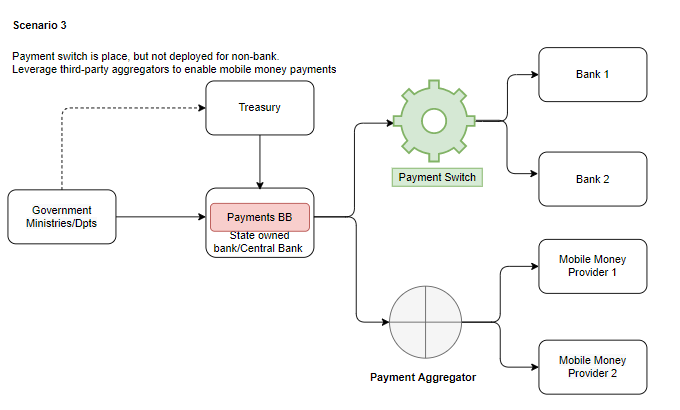 Scenario 3
Payment switch is place, but not deployed for non-bank.
Leverage third-party aggregators to enable mobile money payments
Treasury
Government
Ministries/Dpts
Payments BB
State owned
bank/Central Bank
Payment Switch
Bank 1
Bank 2
Mobile Money
Provider 1
Payment Aggregator
Mobile Money
Provider 2